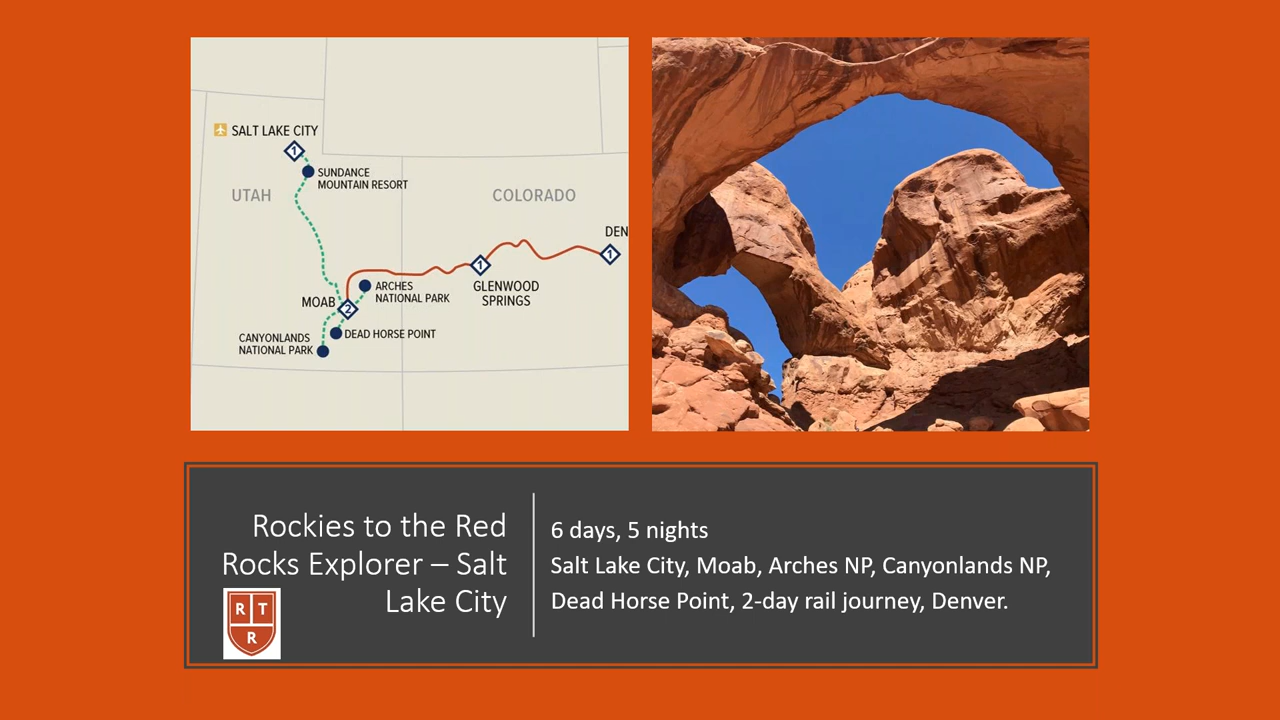 SALT LAKE CITY
1
SUNDANCE
MOUNTAIN RESORT
UTAH
COLORADO
DEN
1
1
GLENWOOD
SPRINGS
ARCHES
NATIONAL PARK
MOAB
2
DEAD HORSE POINT
CANYONLANDS
NATIONAL PARK
Rockies to the Red
Rocks Explorer – Salt
Lake City
R T
R
6 days, 5 nights
Salt Lake City, Moab, Arches NP, Canyonlands NP,
Dead Horse Point, 2-day rail journey, Denver.